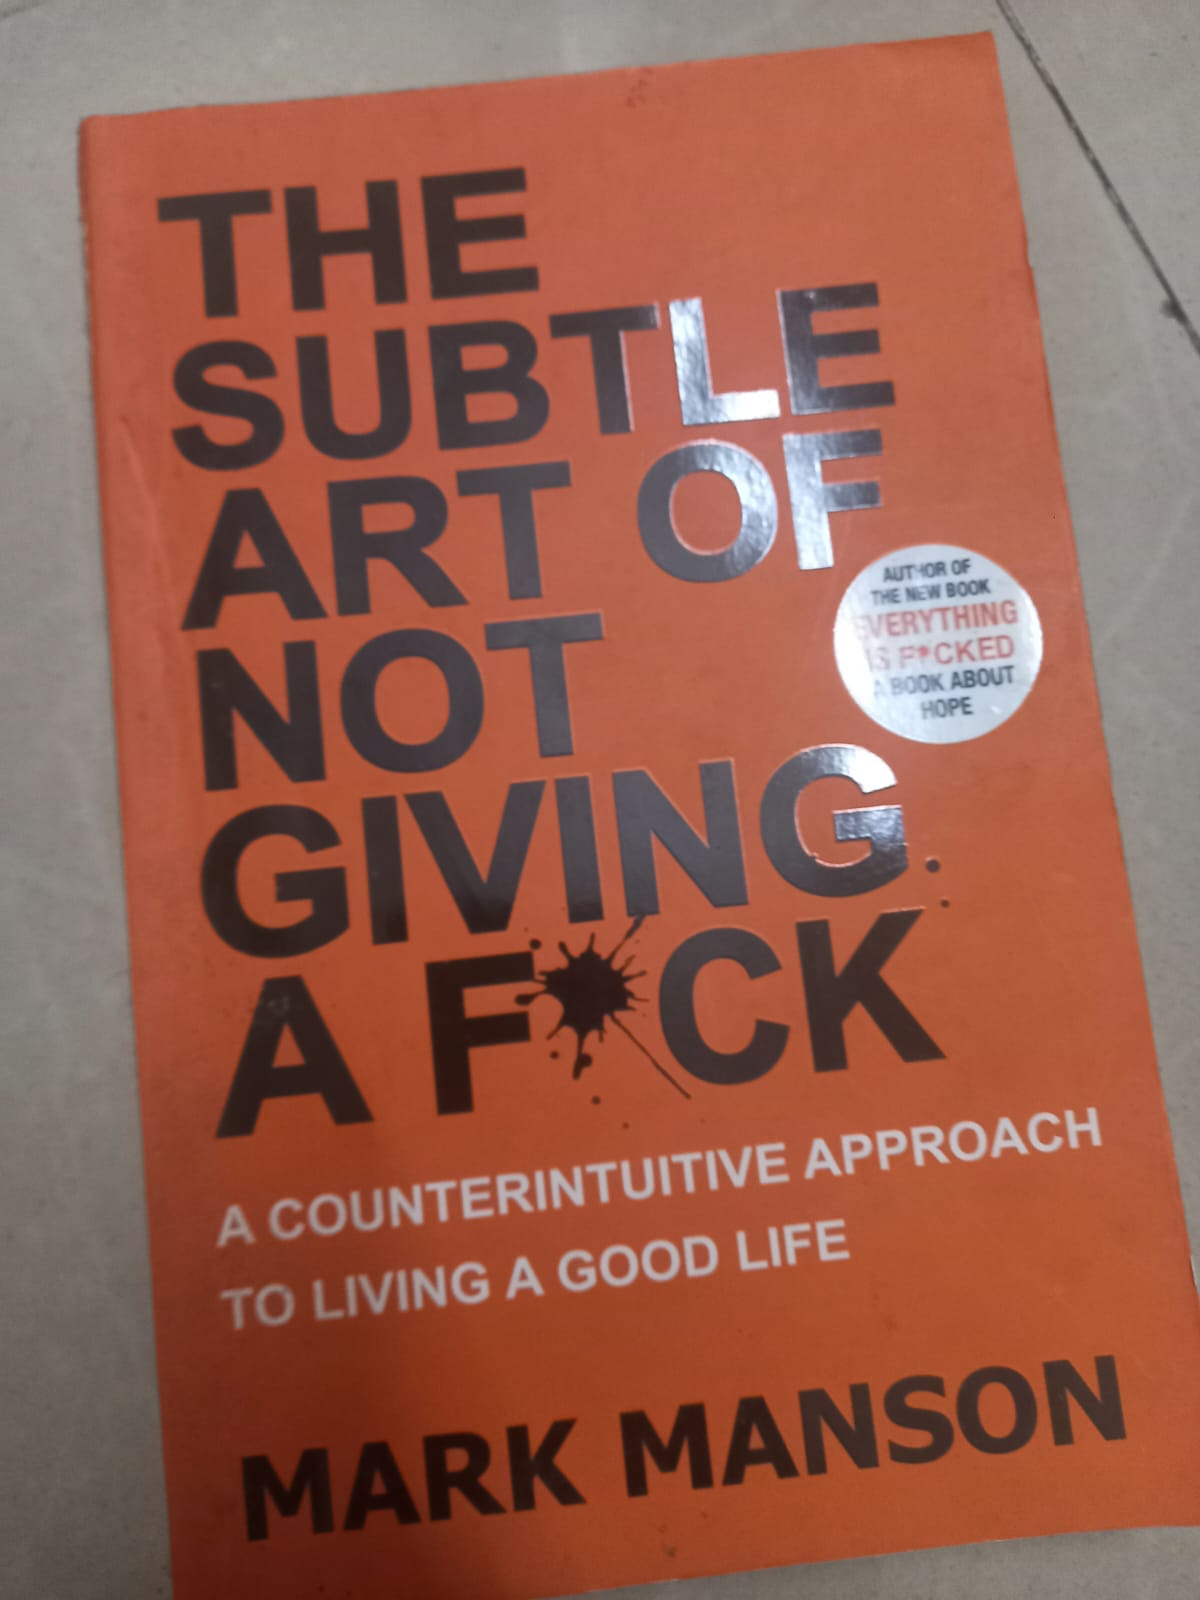 THE
SUBTLE
ART OF
NOT
GIVING
A F*CK
AUTHOR OF
THE NEW BOOK
EVERYTHING
IS F*CKED
A BOOK ABOUT
HOPE
A COUNTERINTUITIVE APPROACH
TO LIVING A GOOD LIFE
MARK MANSON